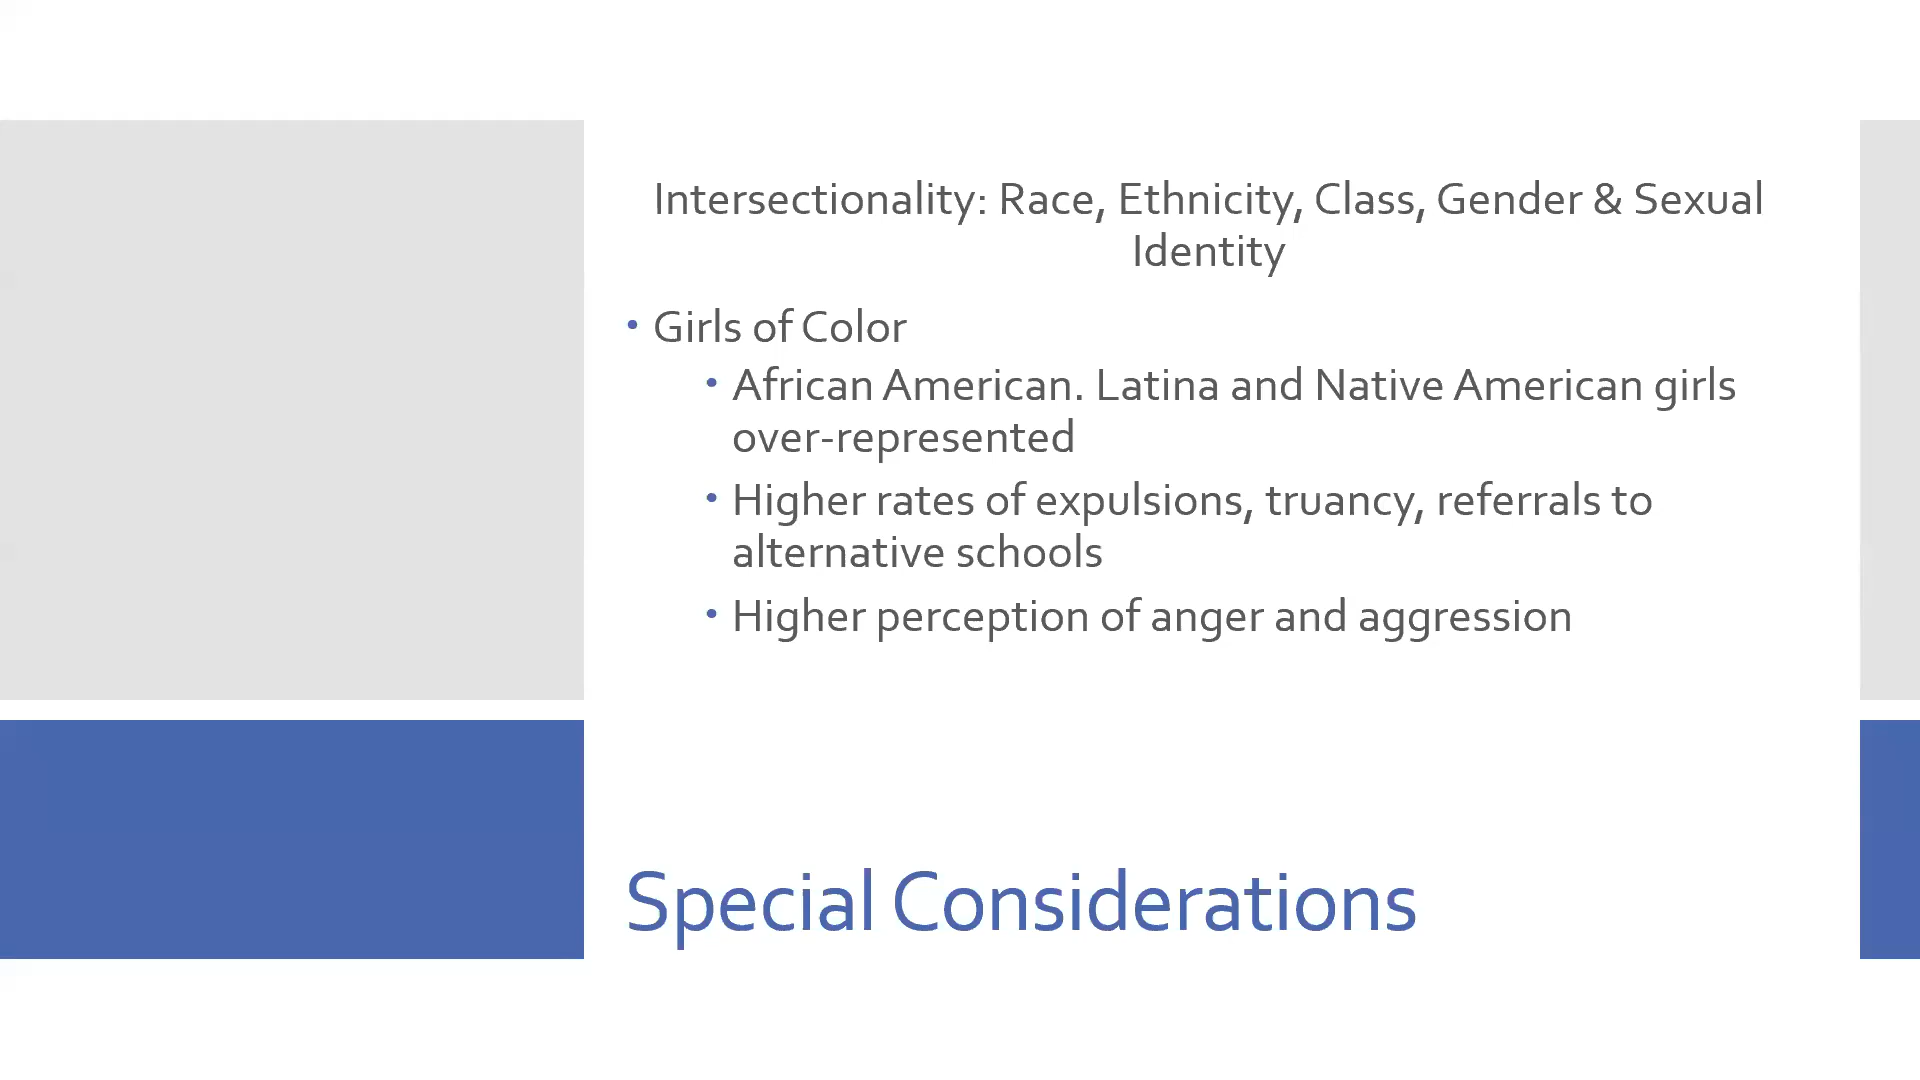 Intersectionality: Race, Ethnicity, Class, Gender & Sexual
Identity
• Girls of Color
• African American. Latina and Native American girls
over-represented
• Higher rates of expulsions, truancy, referrals to
alternative schools
• Higher perception of anger and aggression
Special Considerations